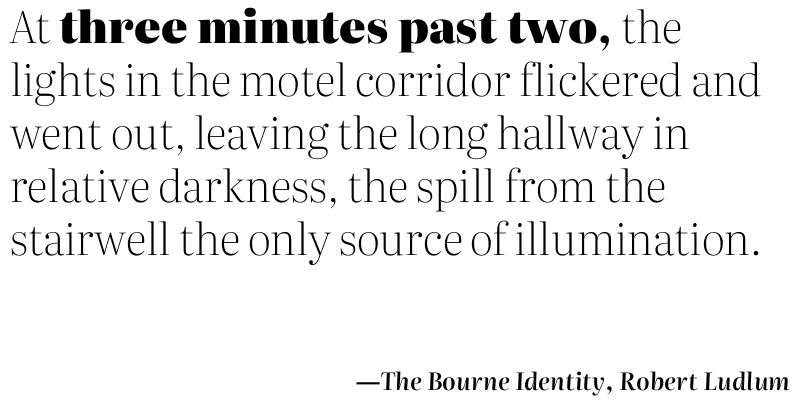 At three minutes past two, the
lights in the motel corridor flickered and
went out, leaving the long hallway in
relative darkness, the spill from the
stairwell the only source of illumination.
—The Bourne Identity, Robert Ludlum